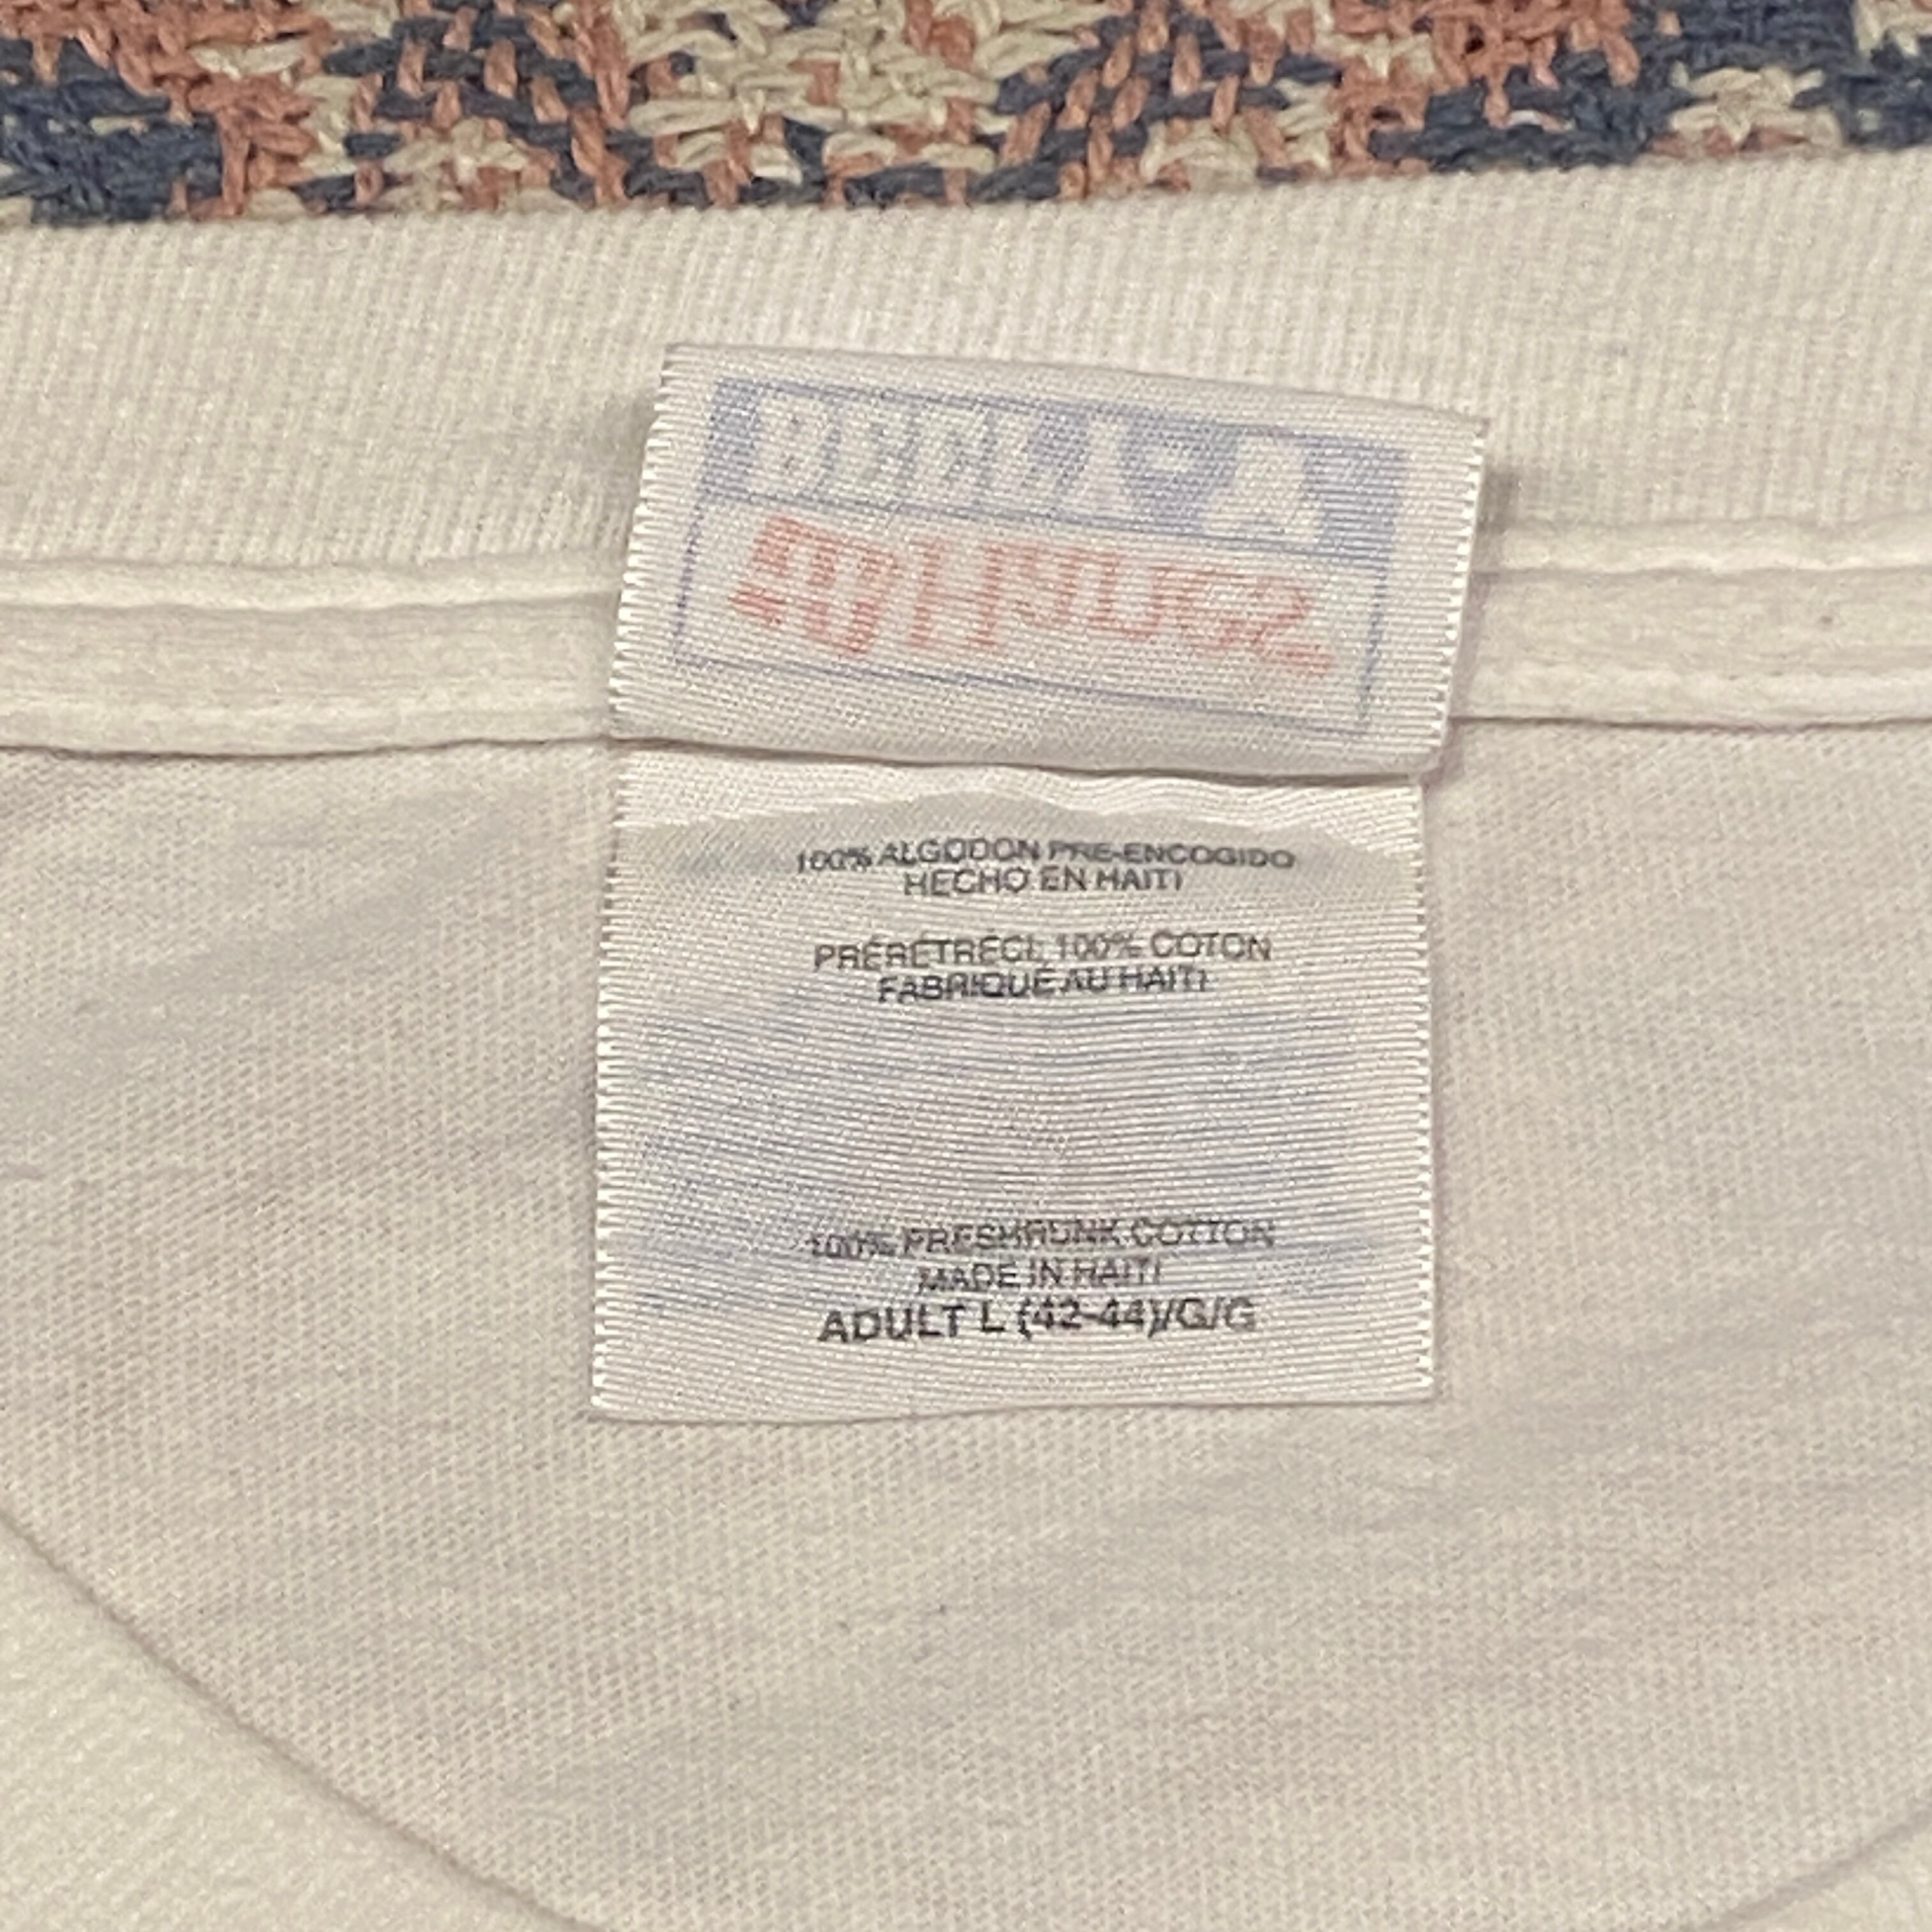 100% ALGODON PRE-ENCOGIDO
HECHO EN HAITI
PRÉRÉTRÉCI, 100% COTON
FABRIQUÉ AU HAITI
100% PRESHRUNK COTTON
MADE IN HAITI
ADULT L (42-44)/G/G